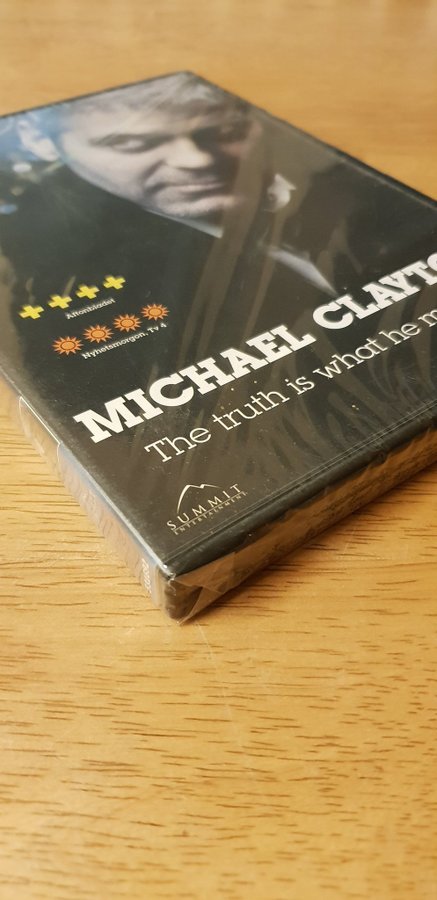 Aftonbladet
Nyhetsmorgon, Tv 4
MICHAEL CLAYTO
The truth is what he m
SUMMIT
ENTERTAINMENT